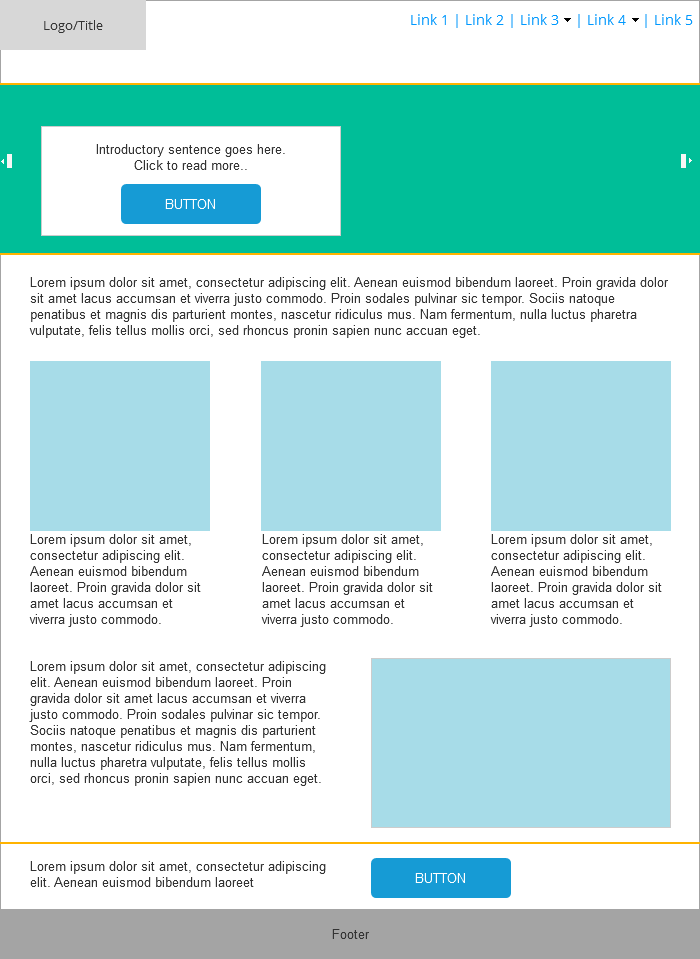 Logo/Title
Link 1 | Link 2 | Link 3 | Link 4 | Link 5
Introductory sentence goes here.
Click to read more..
BUTTON
Lorem ipsum dolor sit amet, consectetur adipiscing elit. Aenean euismod bibendum laoreet. Proin gravida dolor
sit amet lacus accumsan et viverra justo commodo. Proin sodales pulvinar sic tempor. Sociis natoque
penatibus et magnis dis parturient montes, nascetur ridiculus mus. Nam fermentum, nulla luctus pharetra
vulputate, felis tellus mollis orci, sed rhoncus pronin sapien nunc accuan eget.
Lorem ipsum dolor sit amet,
consectetur adipiscing elit.
Aenean euismod bibendum
laoreet. Proin gravida dolor sit
amet lacus accumsan et
viverra justo commodo.
Lorem ipsum dolor sit amet,
consectetur adipiscing elit.
Aenean euismod bibendum
laoreet. Proin gravida dolor sit
amet lacus accumsan et
viverra justo commodo.
Lorem ipsum dolor sit amet,
consectetur adipiscing elit.
Aenean euismod bibendum
laoreet. Proin gravida dolor sit
amet lacus accumsan et
viverra justo commodo.
Lorem ipsum dolor sit amet, consectetur adipiscing
elit. Aenean euismod bibendum laoreet. Proin
gravida dolor sit amet lacus accumsan et viverra
justo commodo. Proin sodales pulvinar sic tempor.
Sociis natoque penatibus et magnis dis parturient
montes, nascetur ridiculus mus. Nam fermentum,
nulla luctus pharetra vulputate, felis tellus mollis
orci, sed rhoncus pronin sapien nunc accuan eget.
Lorem ipsum dolor sit amet, consectetur adipiscing
elit. Aenean euismod bibendum laoreet
BUTTON
Footer